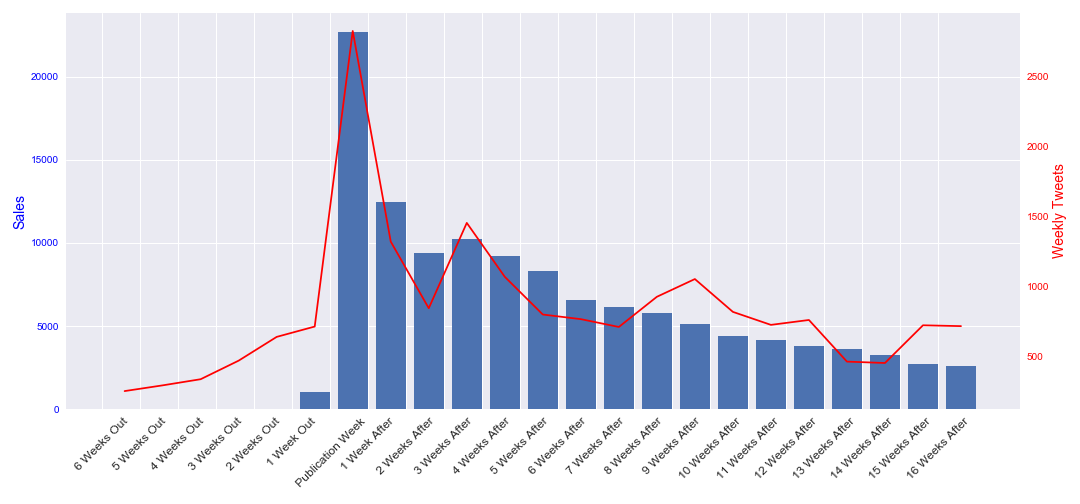 20000
15000
10000
5000
0
Sales
2500
2000
1500
1000
500
Weekly Tweets
6 Weeks Out
5 Weeks Out
4 Weeks Out
3 Weeks Out
2 Weeks Out
1 Week Out
Publication Week
1 Week After
2 Weeks After
3 Weeks After
4 Weeks After
5 Weeks After
6 Weeks After
7 Weeks After
8 Weeks After
9 Weeks After
10 Weeks After
11 Weeks After
12 Weeks After
13 Weeks After
14 Weeks After
15 Weeks After
16 Weeks After